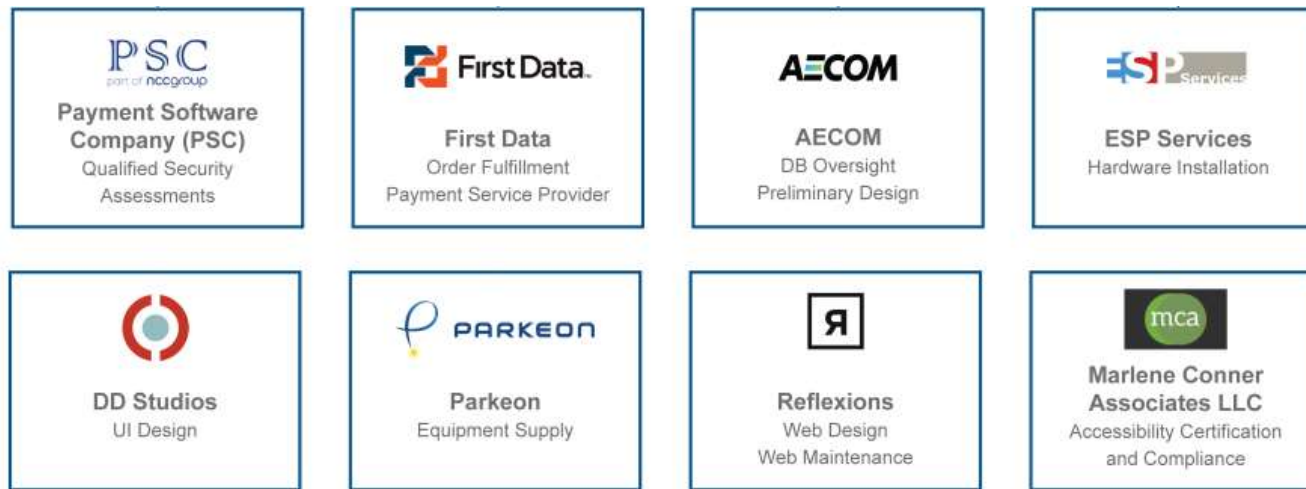 PSC
part of nccgroup
Payment Software
Company (PSC)
Qualified Security
Assessments
First Data.
First Data
Order Fulfillment
Payment Service Provider
AECOM
AECOM
DB Oversight
Preliminary Design
ESP Services
ESP Services
Hardware Installation
DD Studios
UI Design
PARKEON
Parkeon
Equipment Supply
Я
Reflexions
Web Design
Web Maintenance
mca
Marlene Conner
Associates LLC
Accessibility Certification
and Compliance